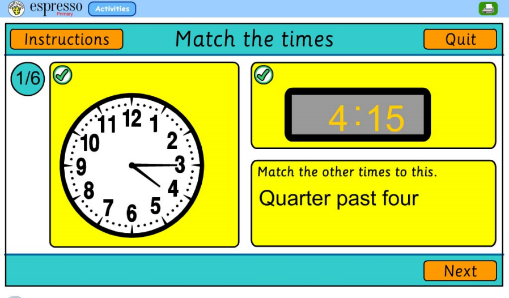 espresso
Primary
Activities
Instructions
Match the times
Quit
1/6
12
1
2
3
4
5
6
7
8
9
10
11
4:15
Match the other times to this.
Quarter past four
Next